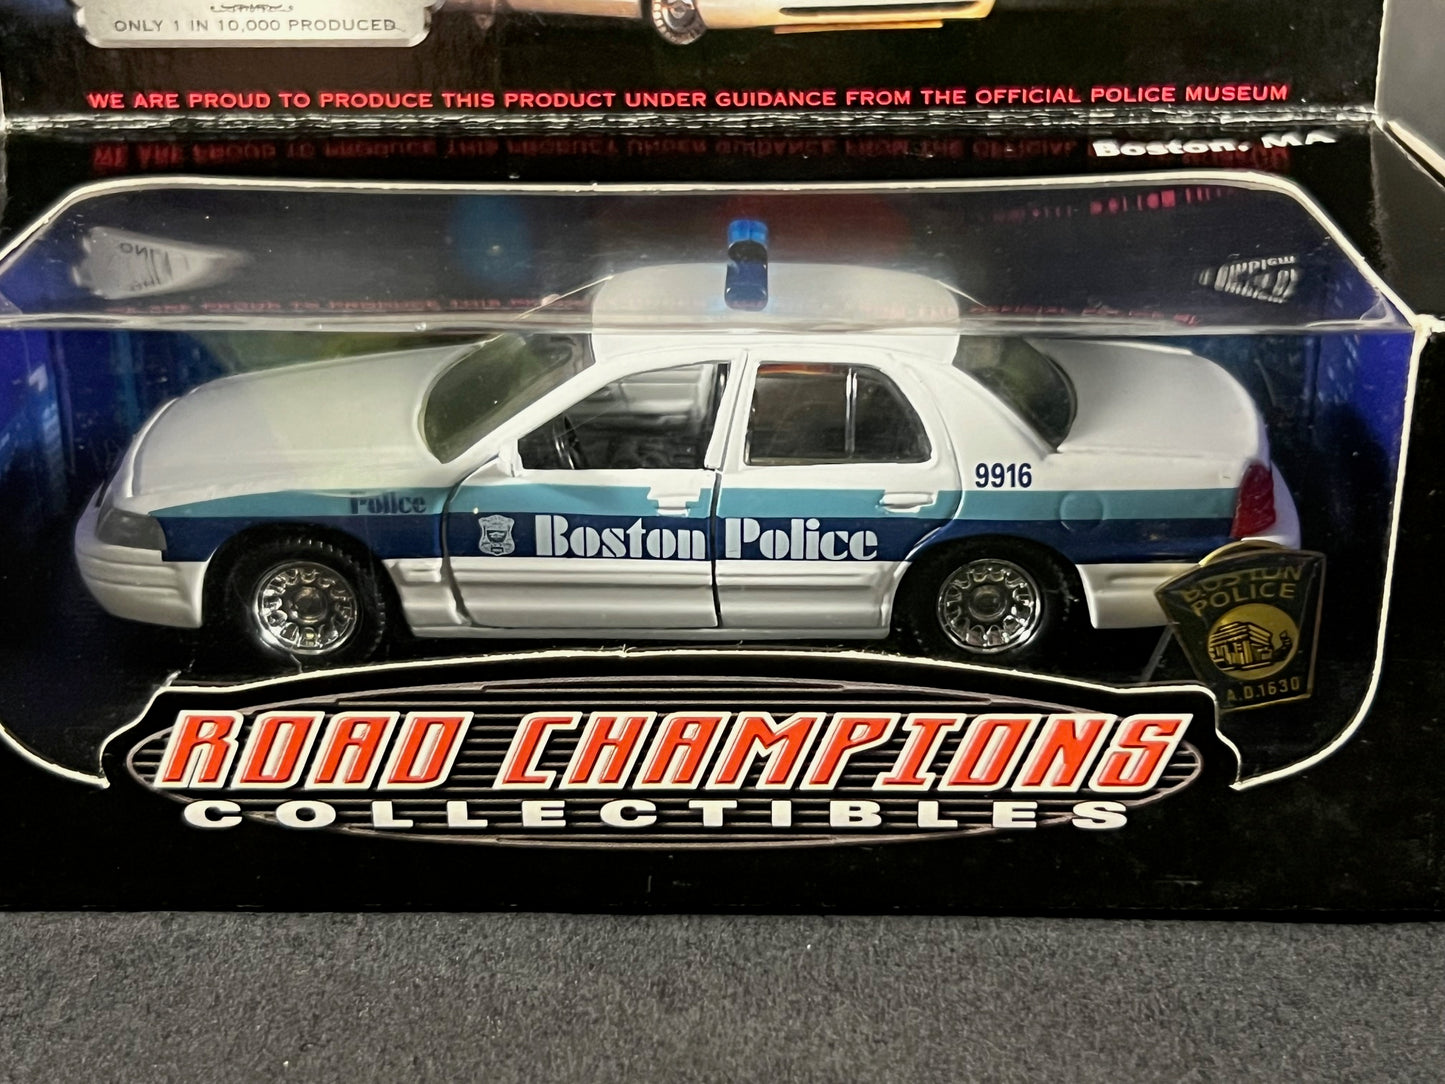 ONLY 1 IN 10,000 PRODUCED
WE ARE PROUD TO PRODUCE THIS PRODUCT UNDER GUIDANCE FROM THE OFFICIAL POLICE MUSEUM
Boston, MA
9916
Police
Boston Police
BOSTON
POLICE
A.D.1630
ROAD CHAMPIONS
COLLECTIBLES